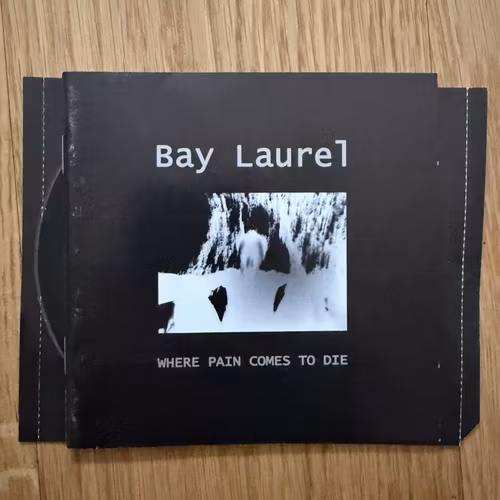 Bay Laurel
WHERE PAIN COMES TO DIE